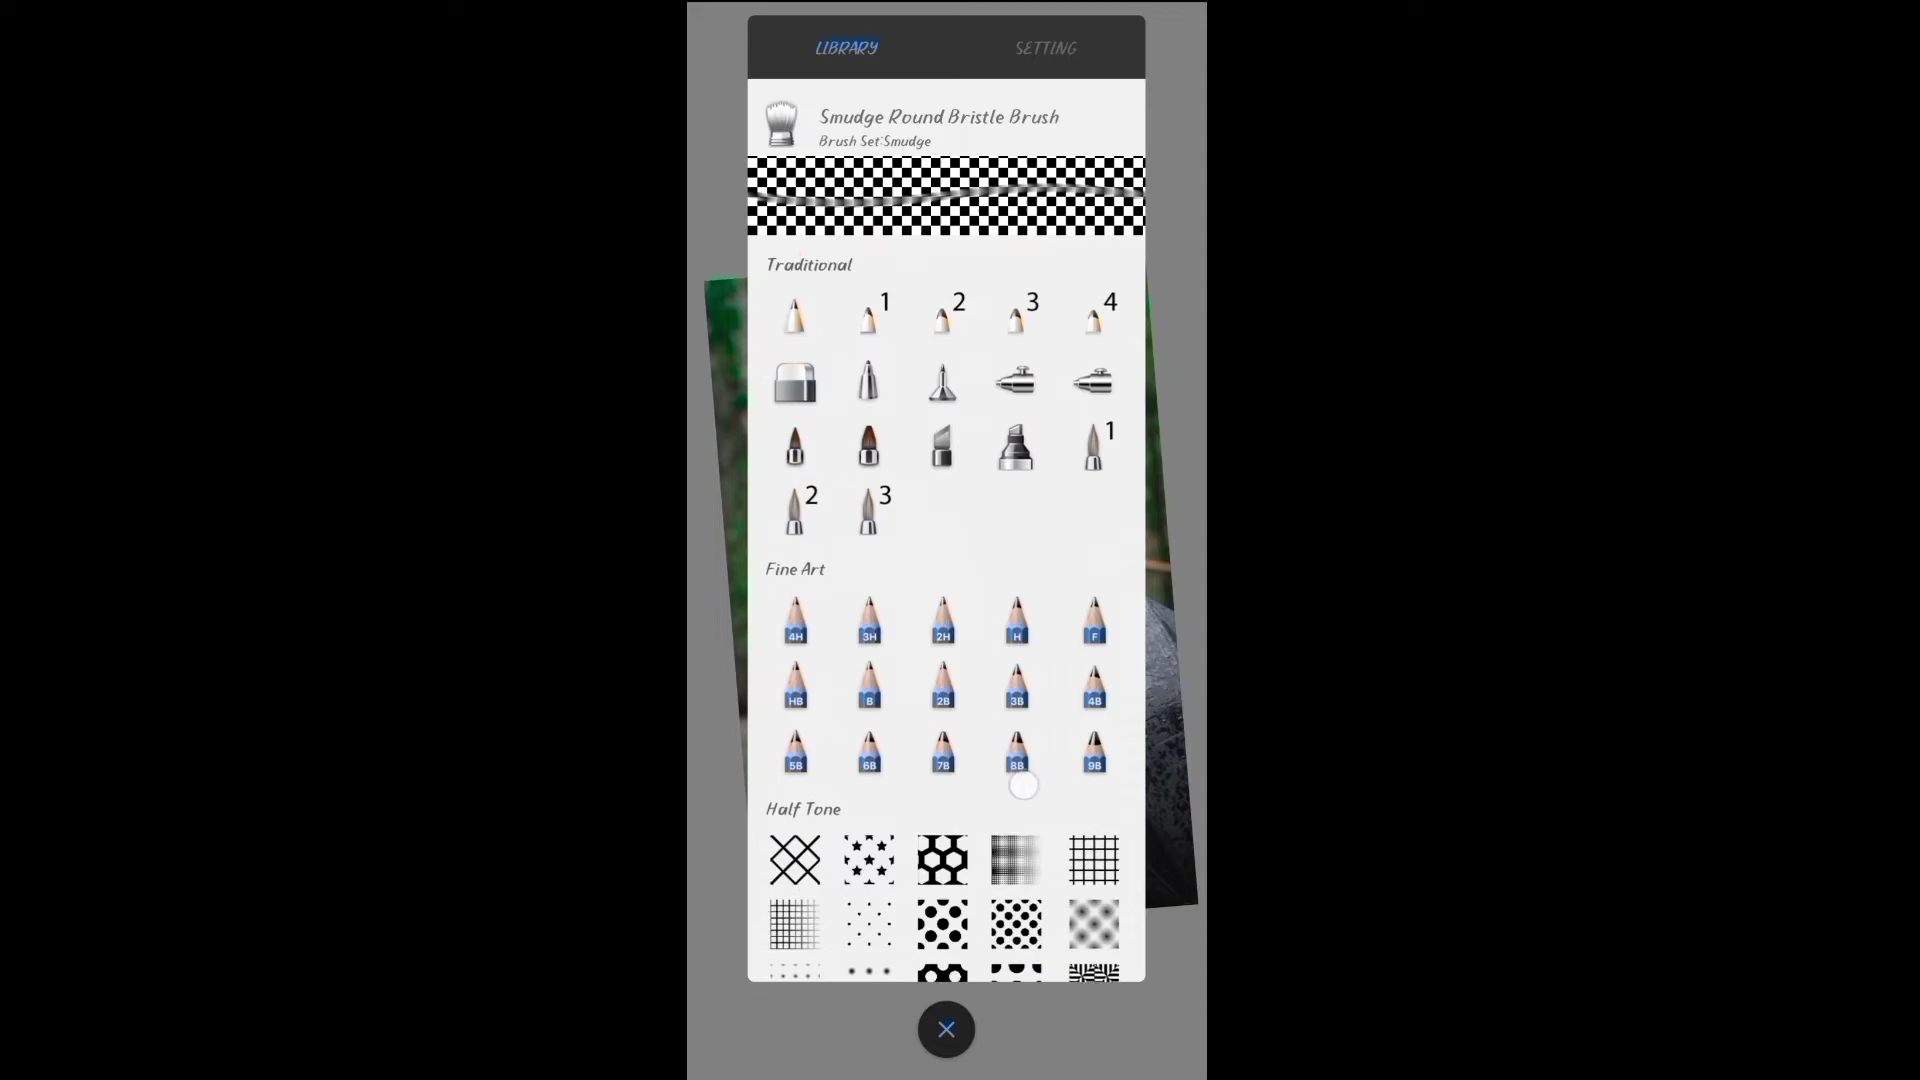 LIBRARY SETTING
Smudge Round Bristle Brush
Brush Set:Smudge
Traditional
1 2 3 4
1
2 3
Fine Art
4H 3H 2H H F
HB B 2B 3B 4B
5B 6B 7B 8B 9B
Half Tone